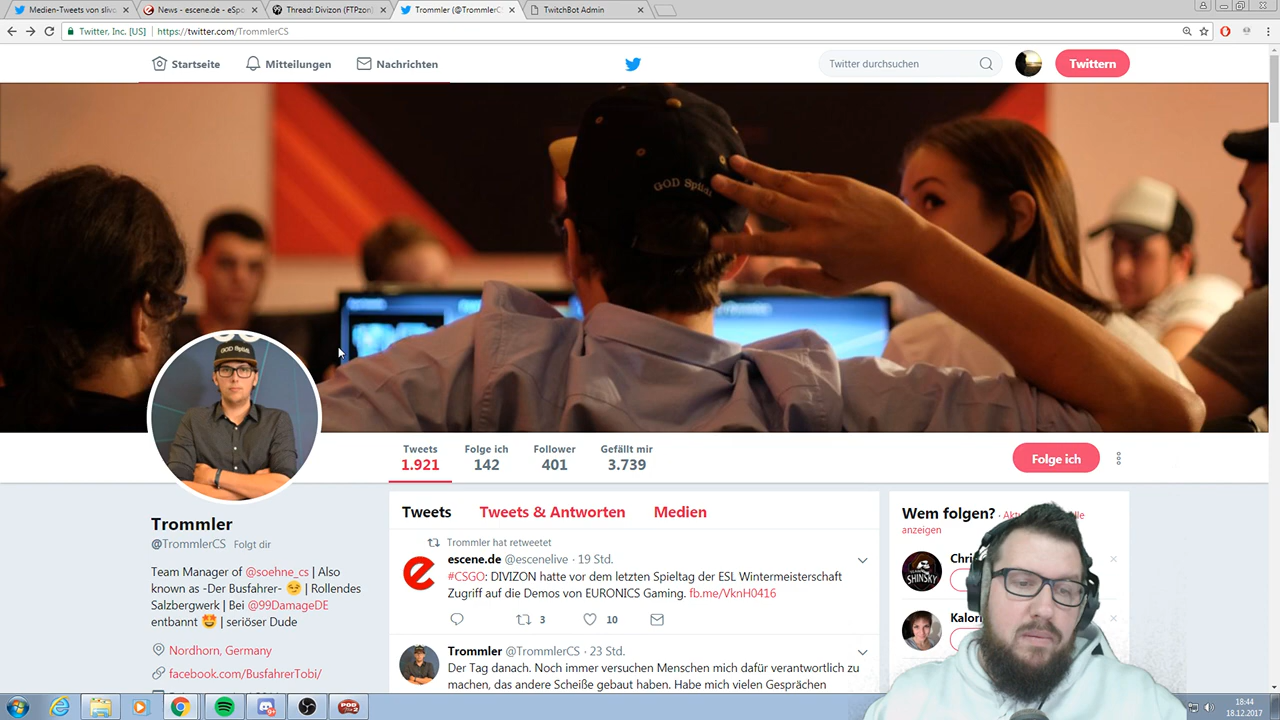 Medien-Tweets von slivo
News - escene.de - eSpo
Thread: Divizon (FTPzon)
Trommler (@TrommlerCS
TwitchBot Admin
Twitter, Inc. [US] https://twitter.com/TrommlerCS
Startseite Mitteilungen Nachrichten Twitter durchsuchen Twittern
GOD Spiidi
Tweets Folge ich Follower Gefällt mir
1.921 142 401 3.739
Folge ich
GOD Spiidi
Trommler
@TrommlerCS Folgt dir
Team Manager of @soehne_cs | Also
known as -Der Busfahrer- 😏 | Rollendes
Salzbergwerk | Bei @99DamageDE
entbannt 🤩 | seriöser Dude
Nordhorn, Germany
facebook.com/BusfahrerTobi/
Tweets Tweets & Antworten Medien
Trommler hat retweetet
escene.de @escenelive · 19 Std.
#CSGO: DIVIZON hatte vor dem letzten Spieltag der ESL Wintermeisterschaft
Zugriff auf die Demos von EURONICS Gaming. fb.me/VknH0416
3 10
Trommler @TrommlerCS · 23 Std.
Der Tag danach. Noch immer versuchen Menschen mich dafür verantwortlich zu
machen, das andere Scheiße gebaut haben. Habe mich vielen Gesprächen
Wem folgen?
anzeigen
SHINSKY
18:44
18.12.2017